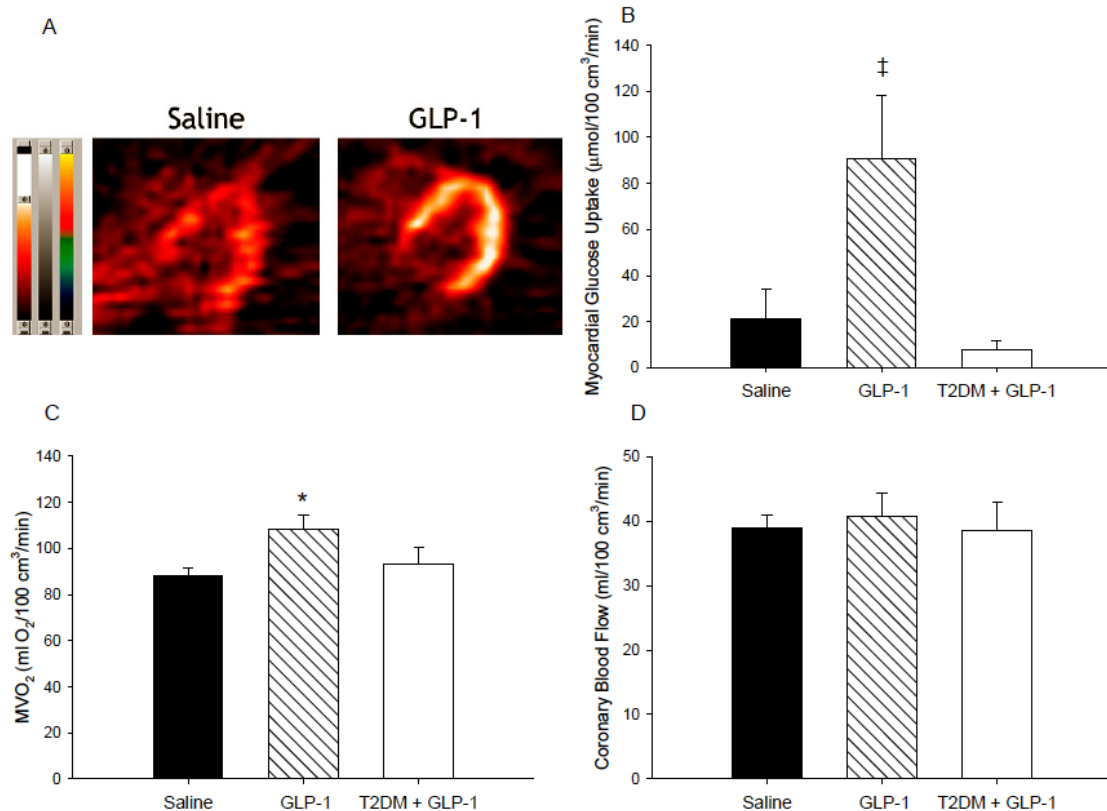 A
Saline
GLP-1
B
Myocardial Glucose Uptake (μmol/100 cm³/min)
140
120
100
80
60
40
20
0
‡
Saline
GLP-1
T2DM + GLP-1
C
MVO₂ (ml O₂/100 cm³/min)
140
120
100
80
60
40
20
0
*
Saline
GLP-1
T2DM + GLP-1
D
Coronary Blood Flow (ml/100 cm³/min)
50
40
30
20
10
0
Saline
GLP-1
T2DM + GLP-1